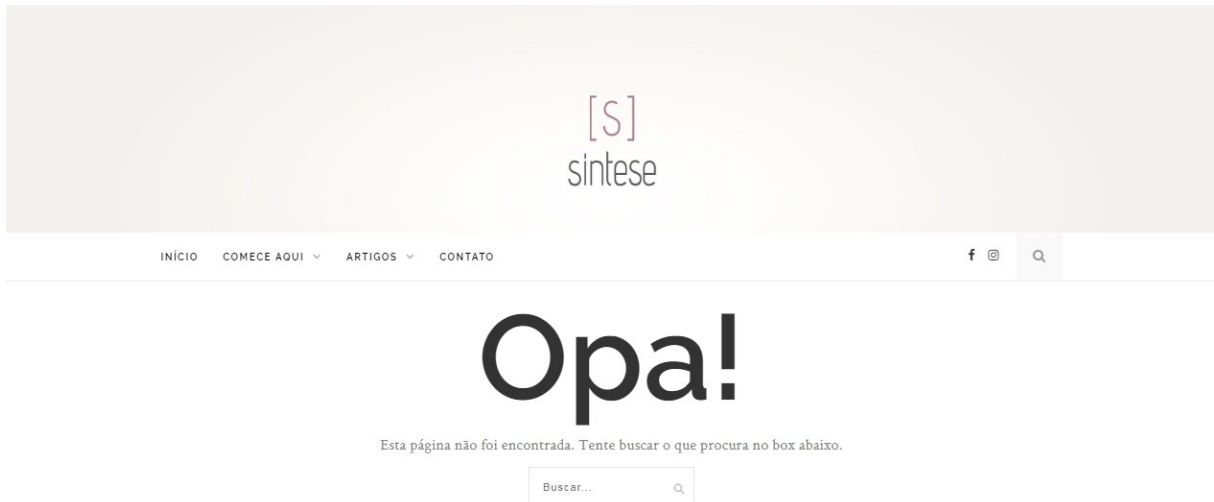 [S]
sintese
INÍCIO COMECE AQUI ARTIGOS CONTATO
Opa!
Esta página não foi encontrada. Tente buscar o que procura no box abaixo.
Buscar...